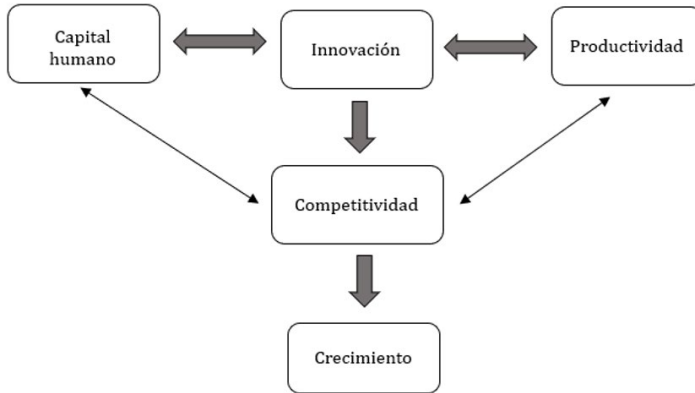 Capital
humano
Innovación
Productividad
Competitividad
Crecimiento